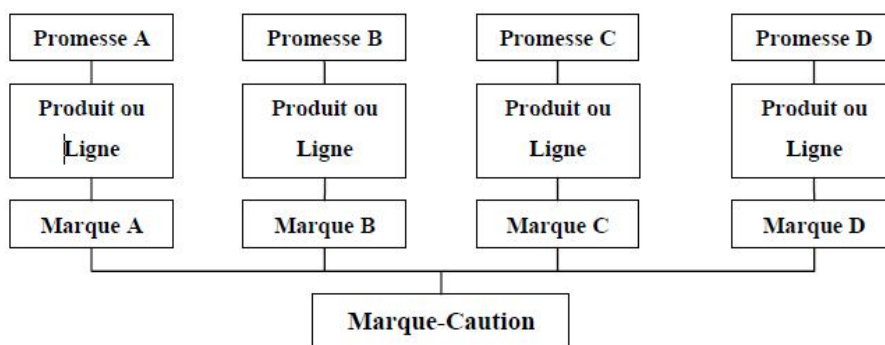 Promesse A
Promesse B
Promesse C
Promesse D
Produit ou
Ligne
Produit ou
Ligne
Produit ou
Ligne
Produit ou
Ligne
Marque A
Marque B
Marque C
Marque D
Marque-Caution